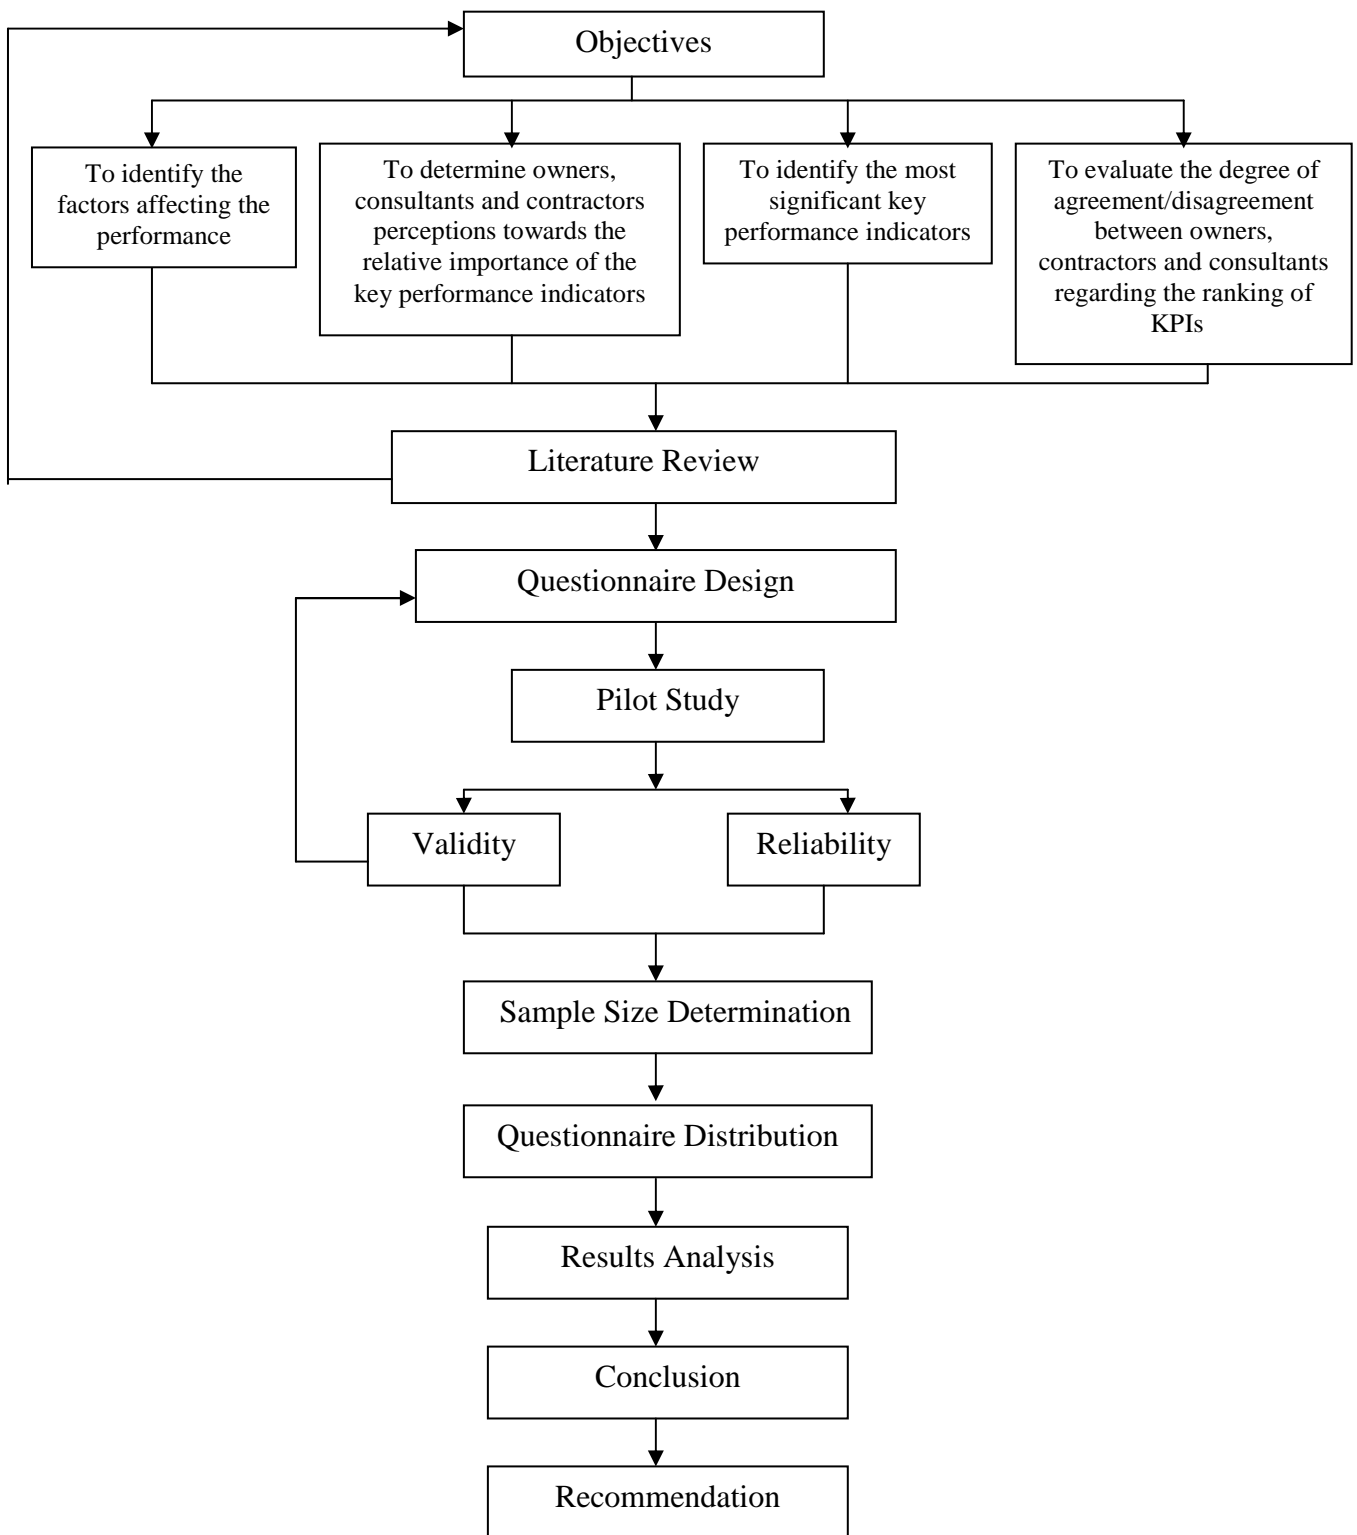 Objectives
To identify the
factors affecting the
performance
To determine owners,
consultants and contractors
perceptions towards the
relative importance of the
key performance indicators
To identify the most
significant key
performance indicators
To evaluate the degree of
agreement/disagreement
between owners,
contractors and consultants
regarding the ranking of
KPIs
Literature Review
Questionnaire Design
Pilot Study
Validity
Reliability
Sample Size Determination
Questionnaire Distribution
Results Analysis
Conclusion
Recommendation